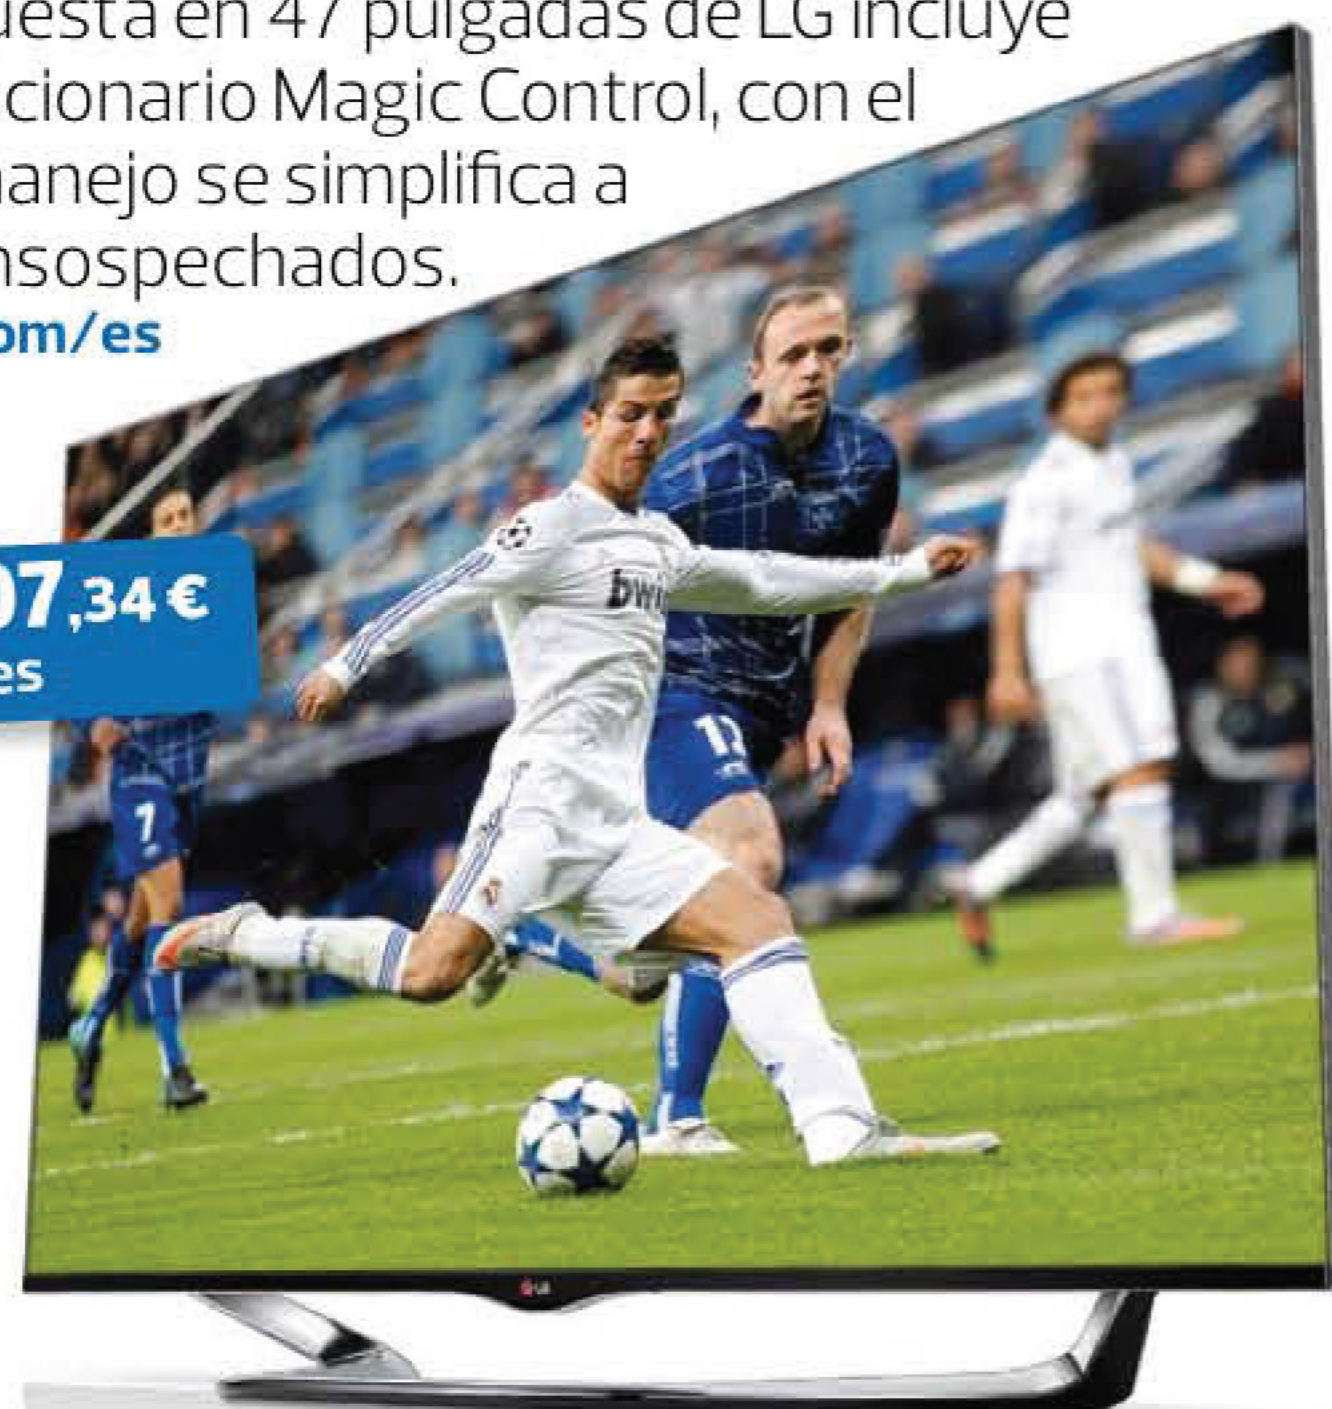 uesta en 47 pulgadas de LG incluye
cionario Magic Control, con el
anejo se simplifica a
nsospechados.
om/es
07,34 €
es
bwi
7
LG